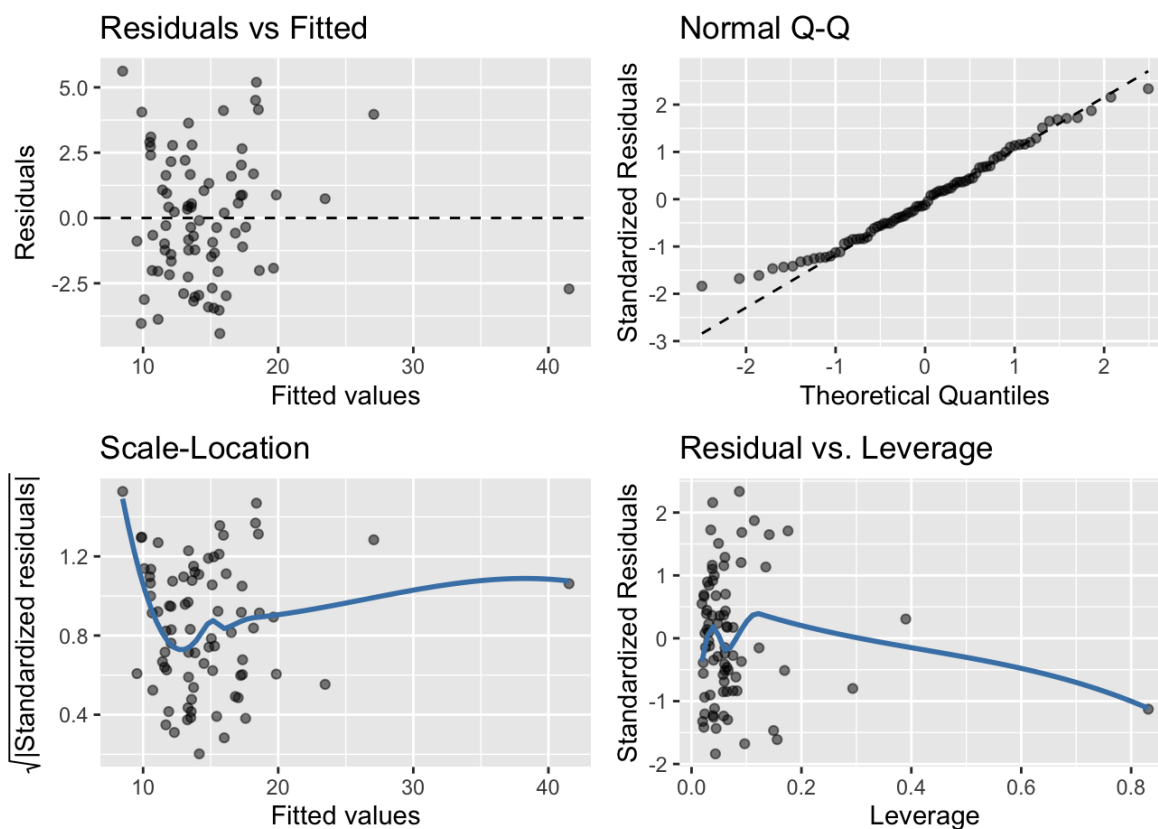 Residuals vs Fitted
Residuals
5.0
2.5
0.0
-2.5
10 20 30 40
Fitted values
Normal Q-Q
Standardized Residuals
2
1
0
-1
-2
-3
-2 -1 0 1 2
Theoretical Quantiles
Scale-Location
√|Standardized residuals|
1.2
0.8
0.4
10 20 30 40
Fitted values
Residual vs. Leverage
Standardized Residuals
2
1
0
-1
-2
0.0 0.2 0.4 0.6 0.8
Leverage